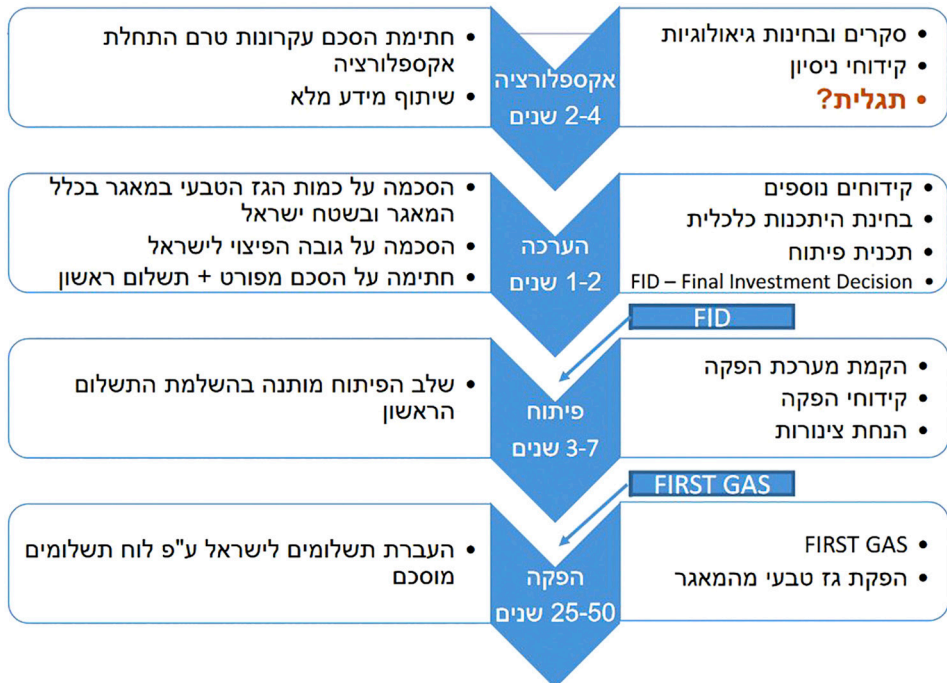 סקרים ובחינות גיאולוגיות
קידוחי ניסיון
תגלית?
אקספלורציה
2-4 שנים
חתימת הסכם עקרונות טרם התחלת
אקספלורציה
שיתוף מידע מלא
קידוחים נוספים
בחינת היתכנות כלכלית
תכנית פיתוח
FID – Final Investment Decision
הערכה
1-2 שנים
הסכמה על כמות הגז הטבעי במאגר בכלל
המאגר ובשטח ישראל
הסכמה על גובה הפיצוי לישראל
חתימה על הסכם מפורט + תשלום ראשון
FID
הקמת מערכת הפקה
קידוחי הפקה
הנחת צינורות
פיתוח
3-7 שנים
שלב הפיתוח מותנה בהשלמת התשלום
הראשון
FIRST GAS
FIRST GAS
הפקת גז טבעי מהמאגר
הפקה
25-50 שנים
העברת תשלומים לישראל ע"פ לוח תשלומים
מוסכם